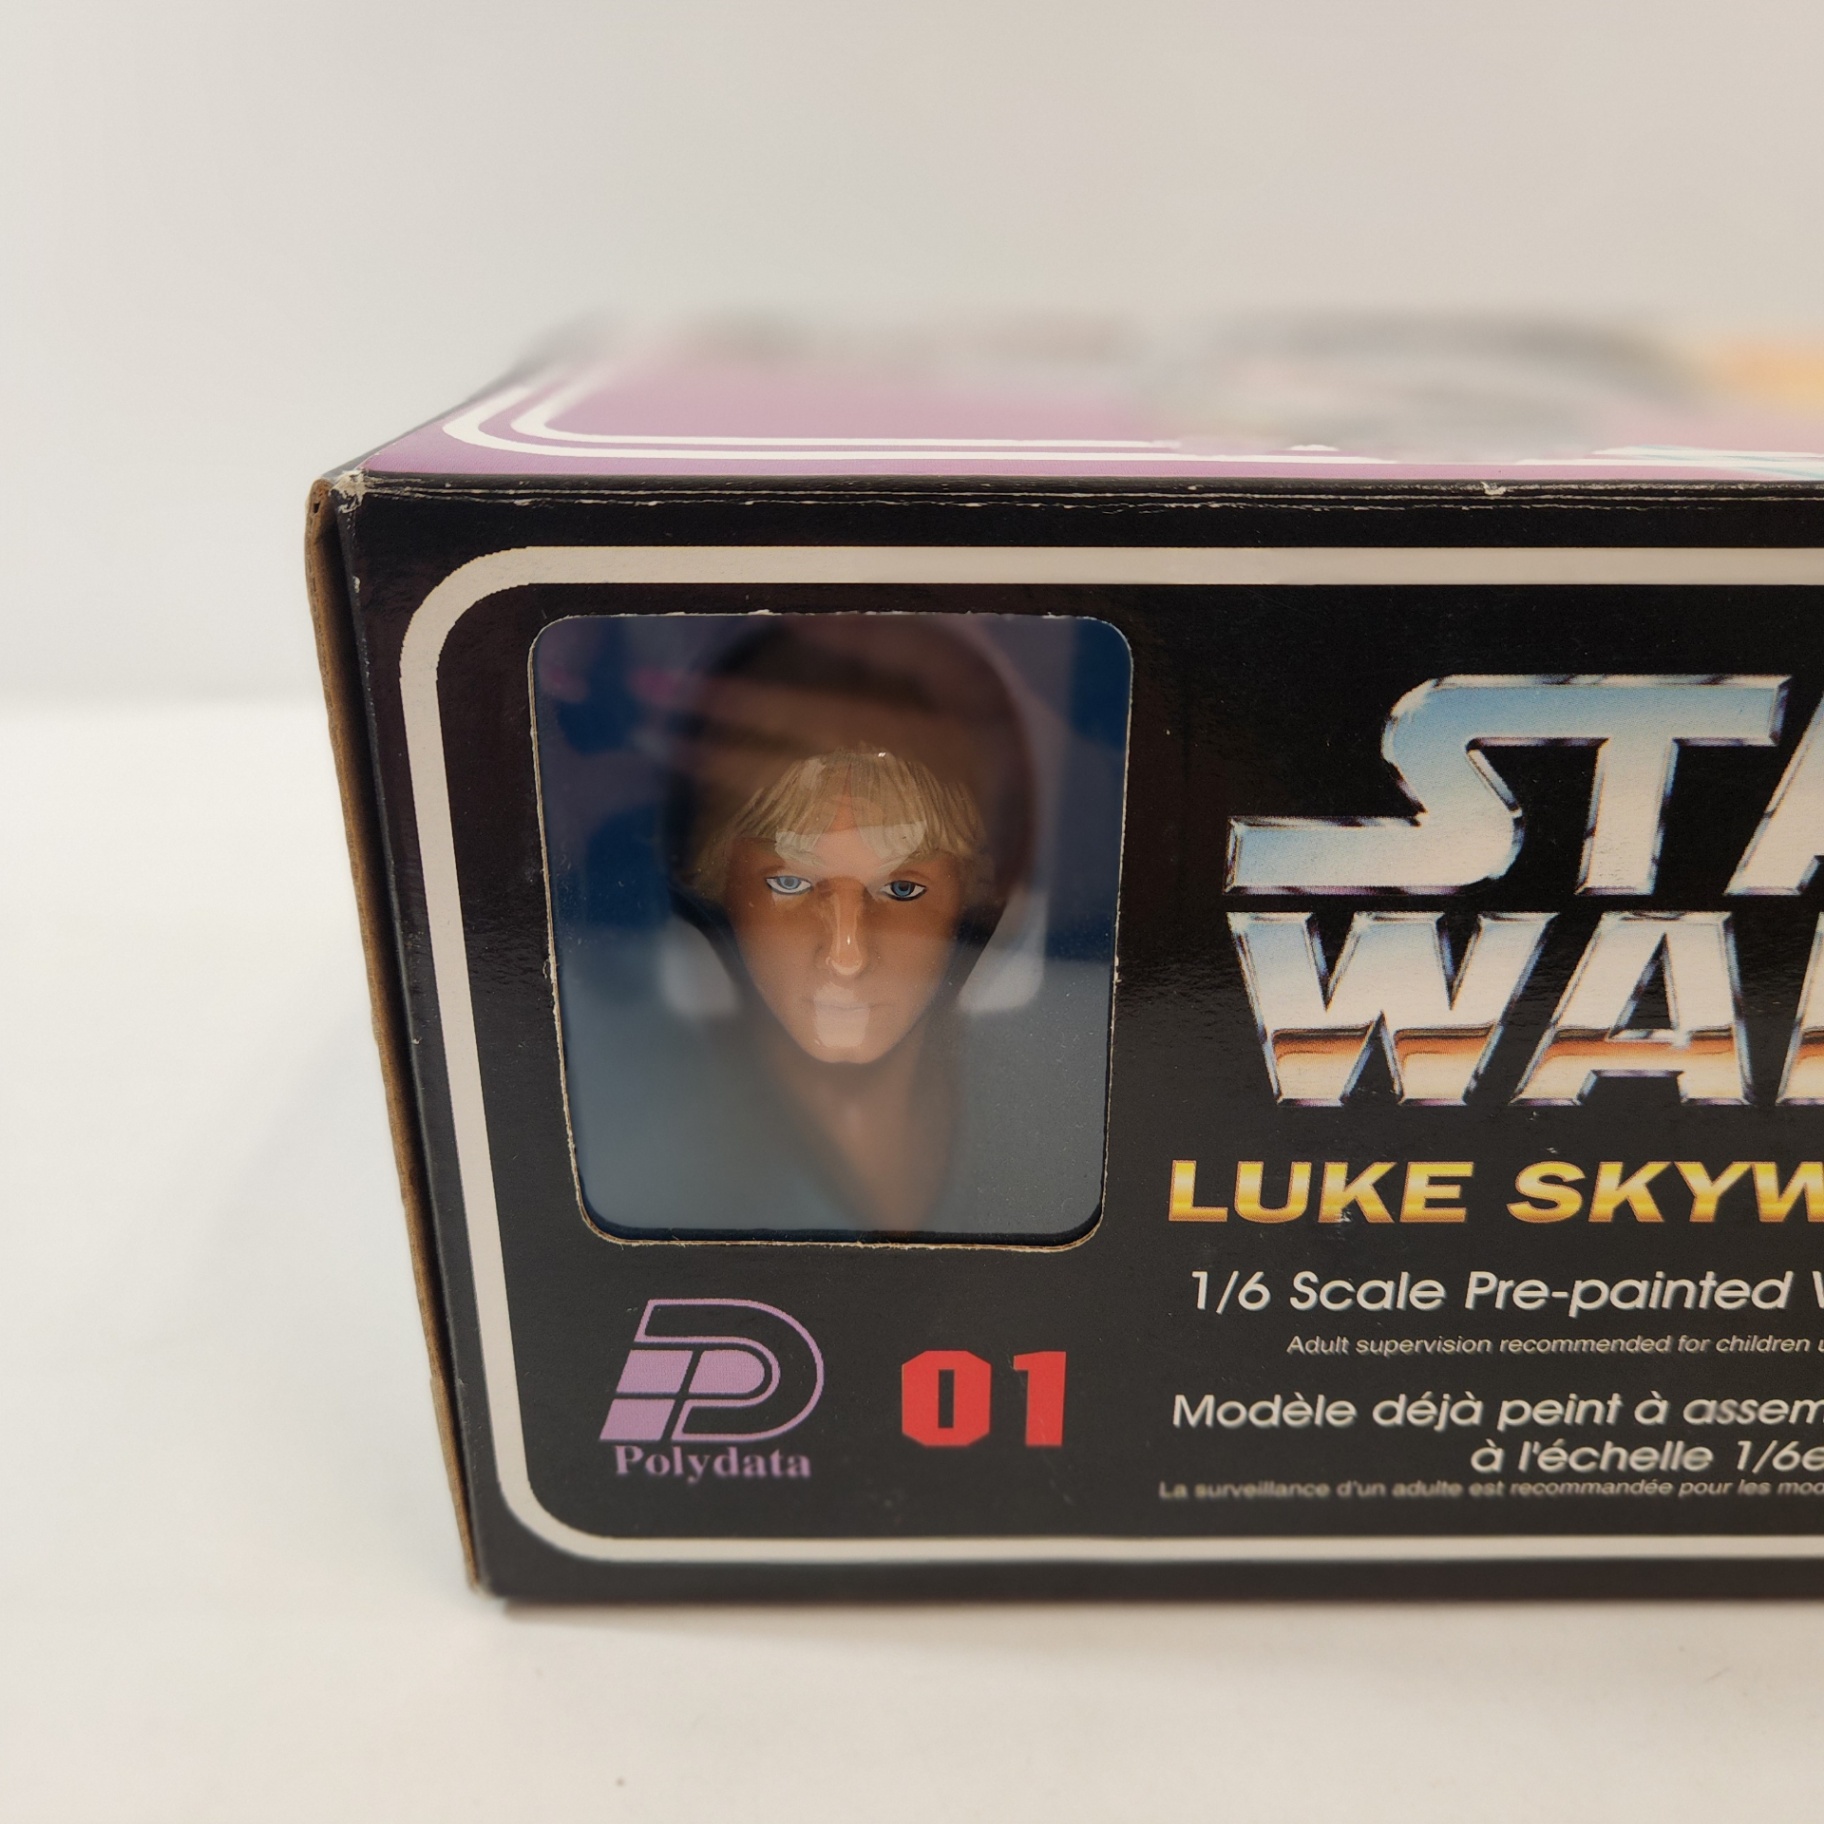 STA
WAR
LUKE SKYW
1/6 Scale Pre-painted
Adult supervision recommended for children
Modèle déjà peint à assem
à l'échelle 1/6e
La surveillance d'un adulte est recommandée pour les mod
Polydata
01